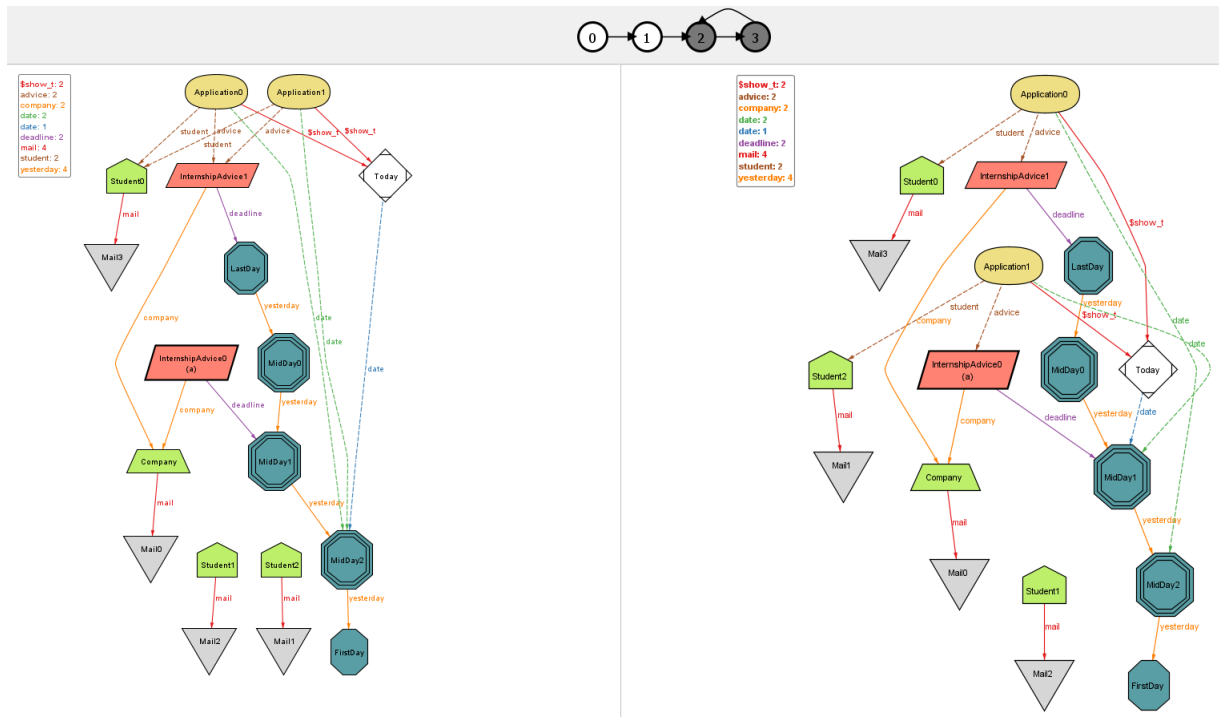 0
1
2
3
$show_t: 2
advice: 2
company: 2
date: 2
date: 1
deadline: 2
mail: 4
student: 2
yesterday: 4
Application0
Application1
student
advice
advice
student
$show_t
$show_t
Student0
InternshipAdvice1
Today
mail
deadline
Mail3
LastDay
yesterday
company
date
date
date
InternshipAdvice0
(a)
MidDay0
company
deadline
yesterday
Company
MidDay1
mail
yesterday
Mail0
Student1
Student2
MidDay2
mail
mail
yesterday
Mail2
Mail1
FirstDay
$show_t: 2
advice: 2
company: 2
date: 2
date: 1
deadline: 2
mail: 4
student: 2
yesterday: 4
Application0
student
advice
Student0
InternshipAdvice1
mail
deadline
$show_t
Mail3
Application1
LastDay
yesterday
student
advice
company
$show_t
date
date
Student2
InternshipAdvice0
(a)
MidDay0
Today
mail
company
deadline
yesterday
date
Mail1
Company
MidDay1
mail
yesterday
Mail0
Student1
MidDay2
mail
yesterday
Mail2
FirstDay